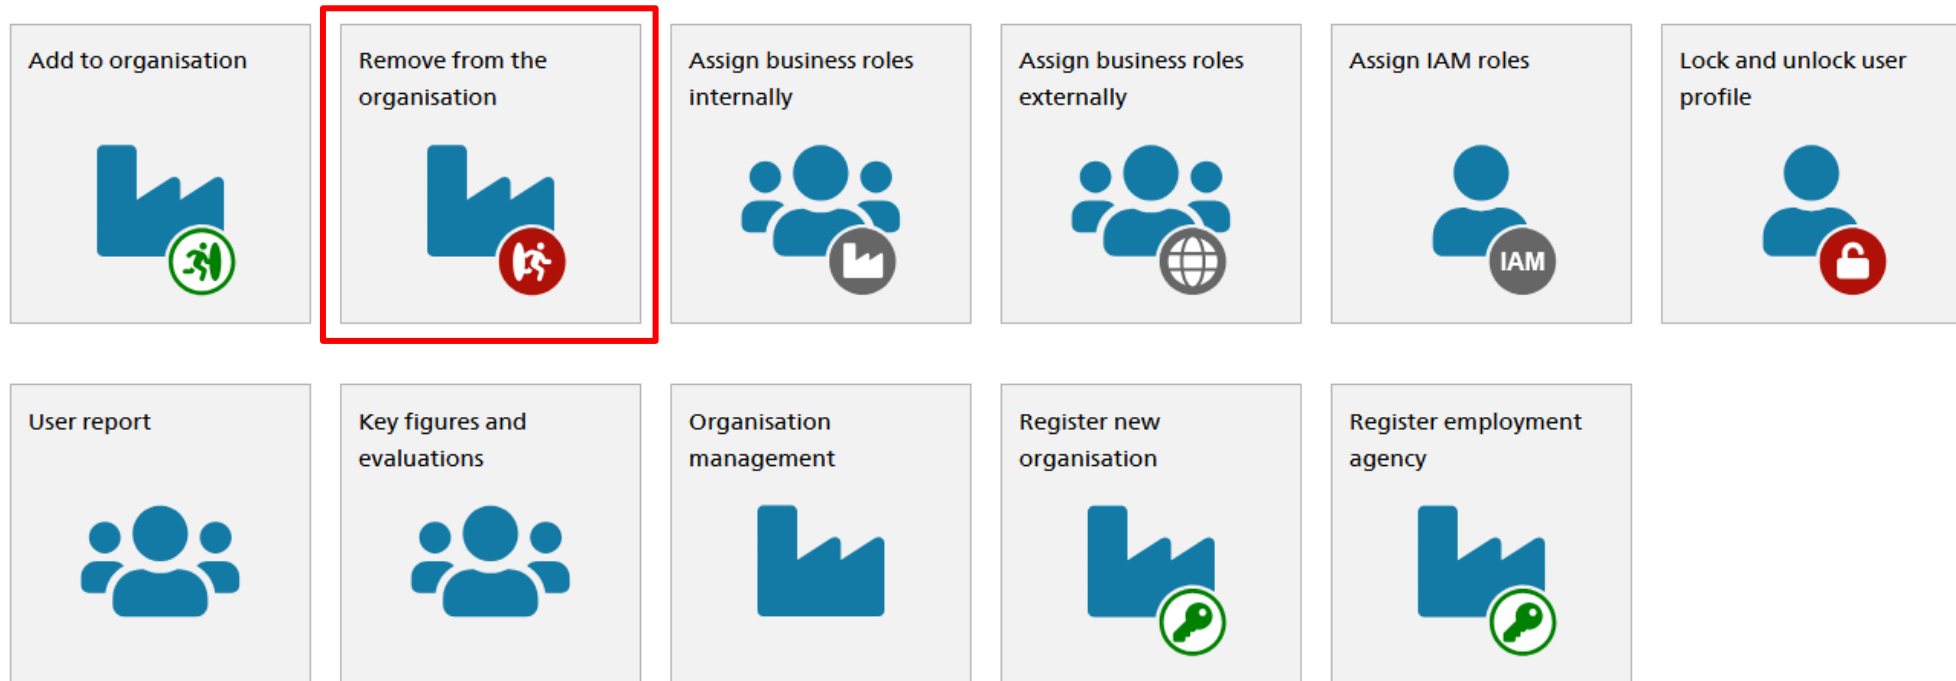 Add to organisation
Remove from the
organisation
Assign business roles
internally
Assign business roles
externally
Assign IAM roles
IAM
Lock and unlock user
profile
User report
Key figures and
evaluations
Organisation
management
Register new
organisation
Register employment
agency